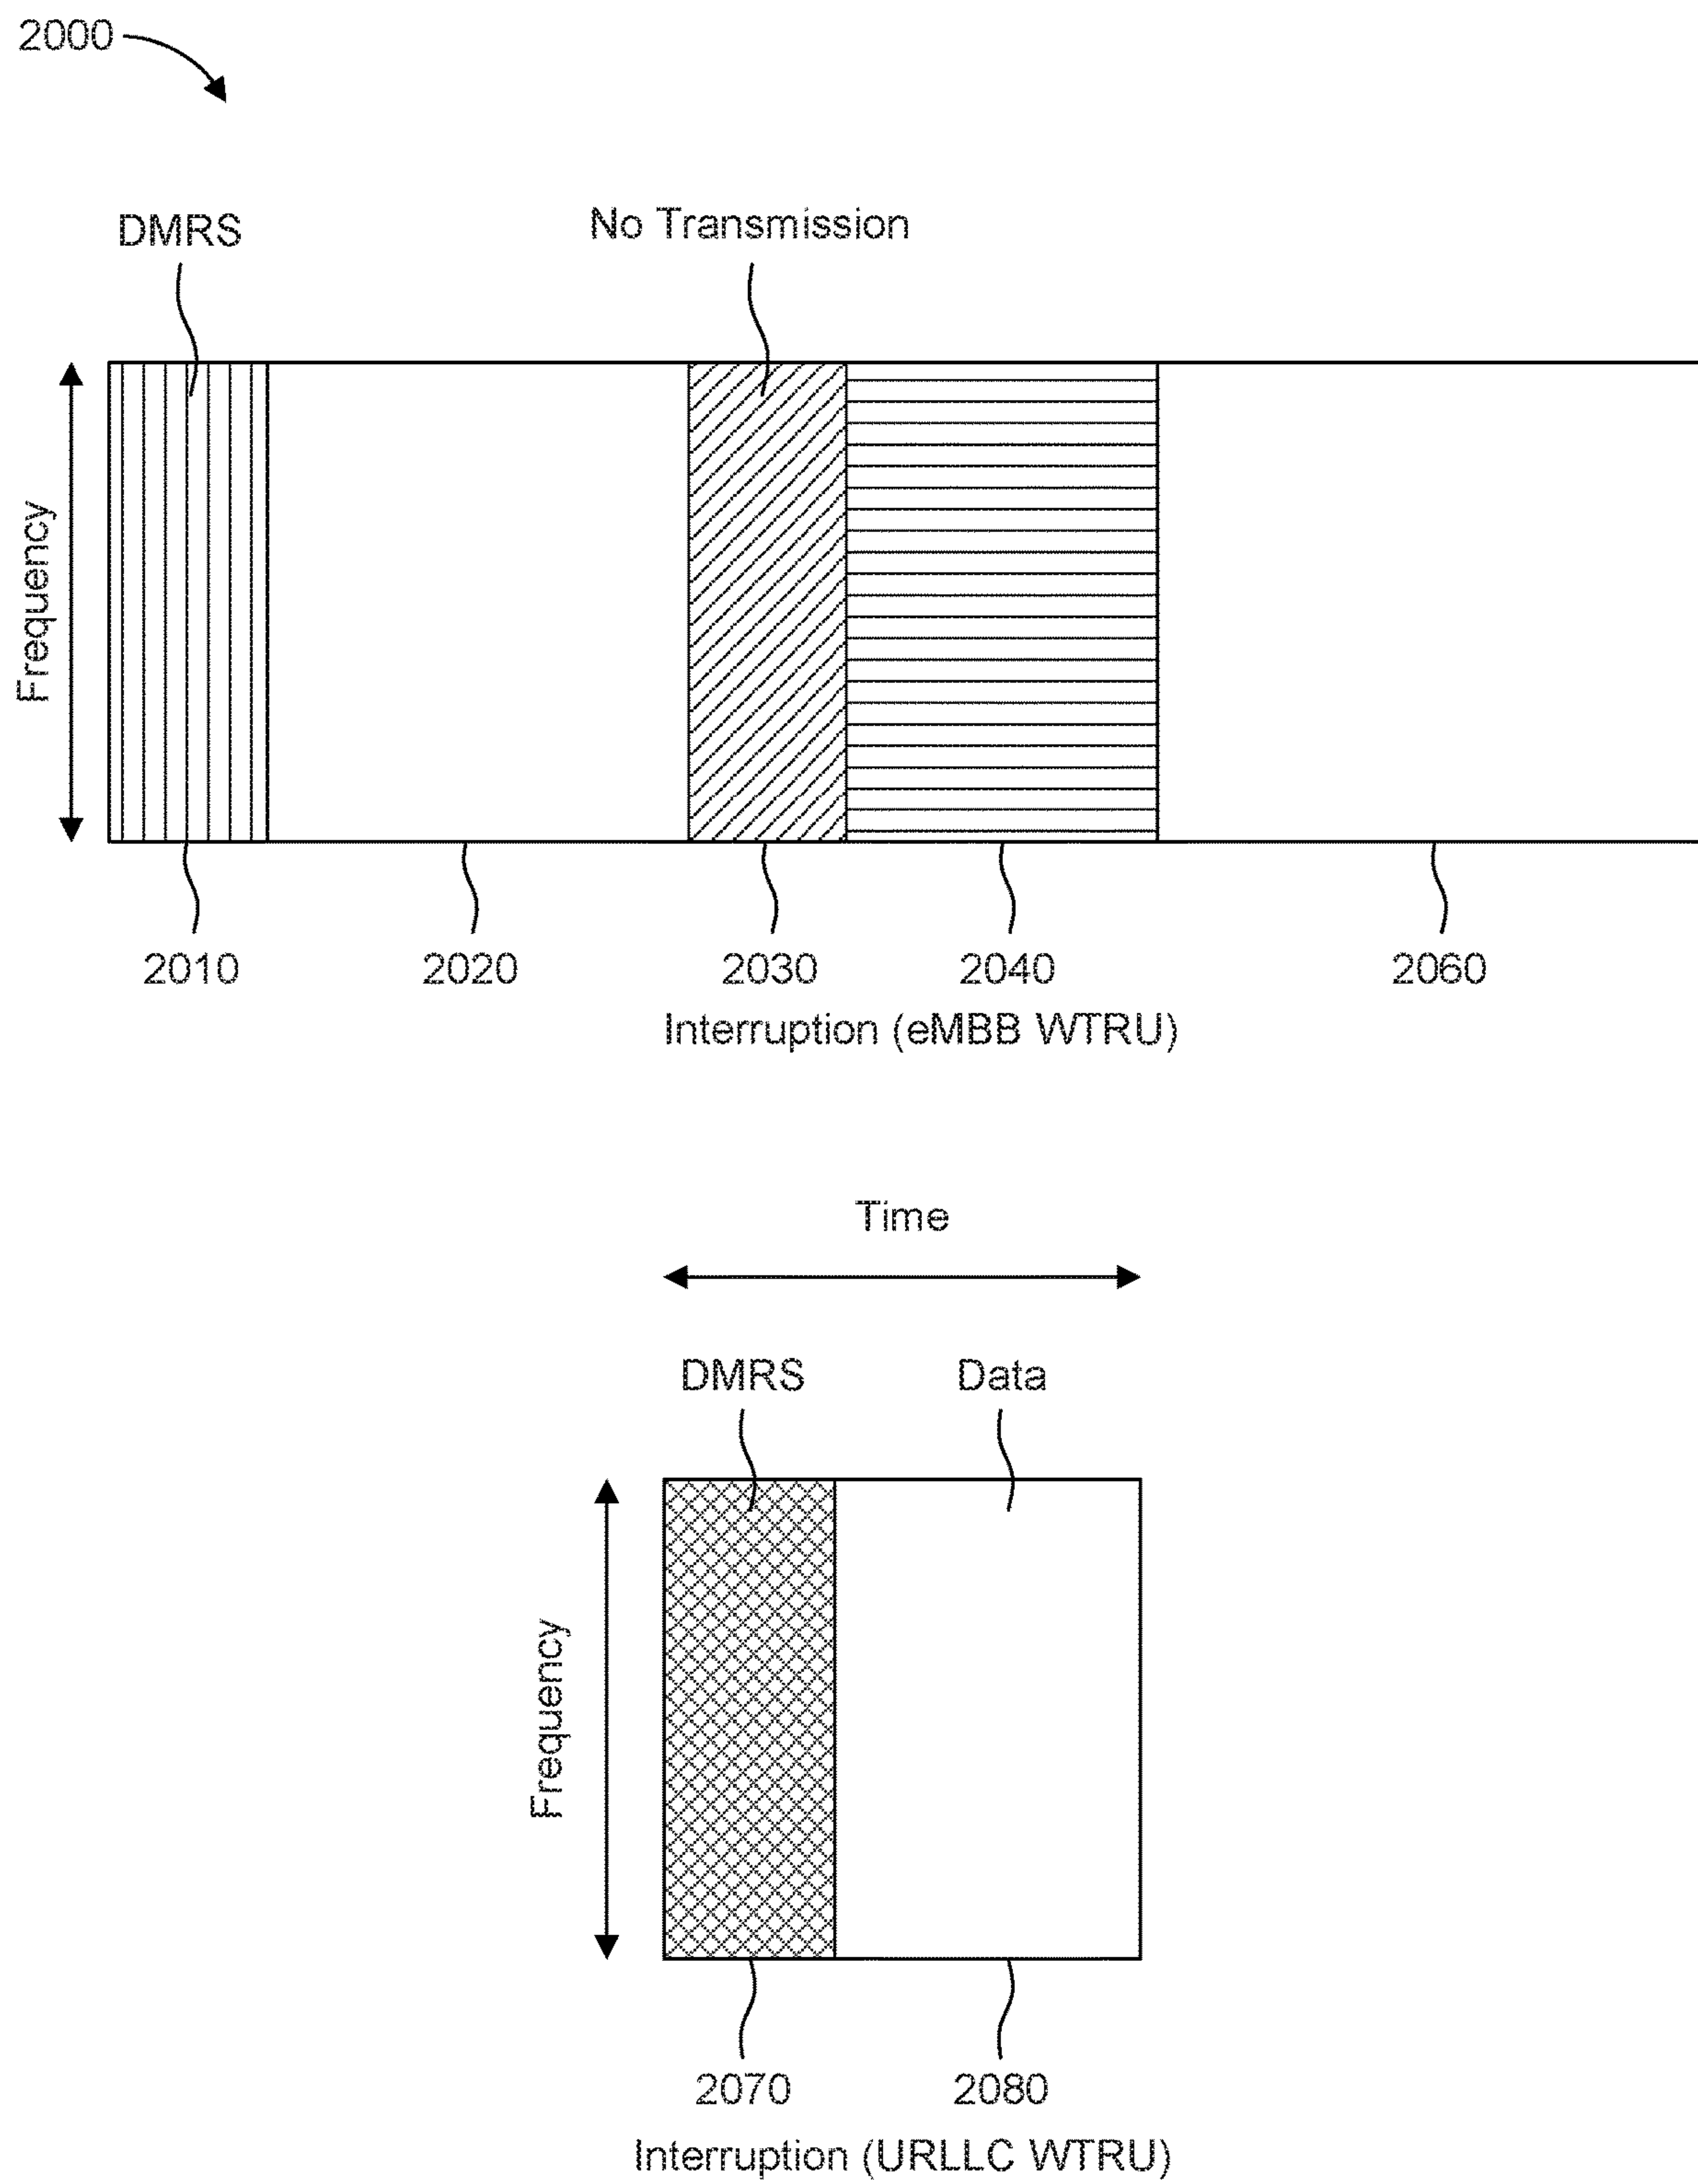 2000
DMRS
No Transmission
Frequency
2010
2020
2030
2040
2060
Interruption (eMBB WTRU)
Time
DMRS
Data
Frequency
2070
2080
Interruption (URLLC WTRU)